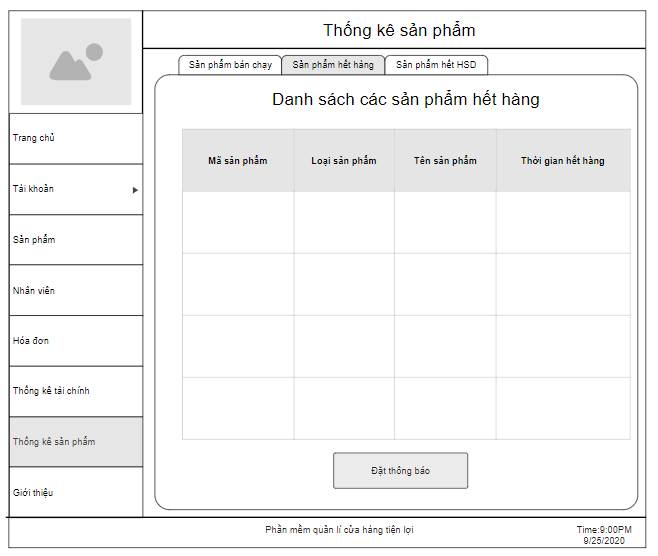 Thống kê sản phẩm
Sản phẩm bán chạy
Sản phẩm hết hàng
Sản phẩm hết HSD
Danh sách các sản phẩm hết hàng
Mã sản phẩm
Loại sản phẩm
Tên sản phẩm
Thời gian hết hàng
Trang chủ
Tài khoản
Sản phẩm
Nhân viên
Hóa đơn
Thống kê tài chính
Thống kê sản phẩm
Giới thiệu
Đặt thông báo
Phần mềm quản lí cửa hàng tiện lợi
Time:9:00PM
9/25/2020